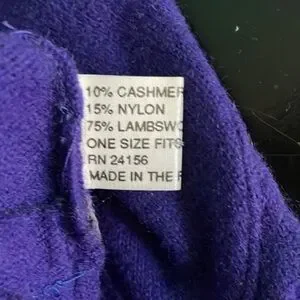 10% CASHMER
15% NYLON
75% LAMBSWO
ONE SIZE FITS
RN 24156
MADE IN THE